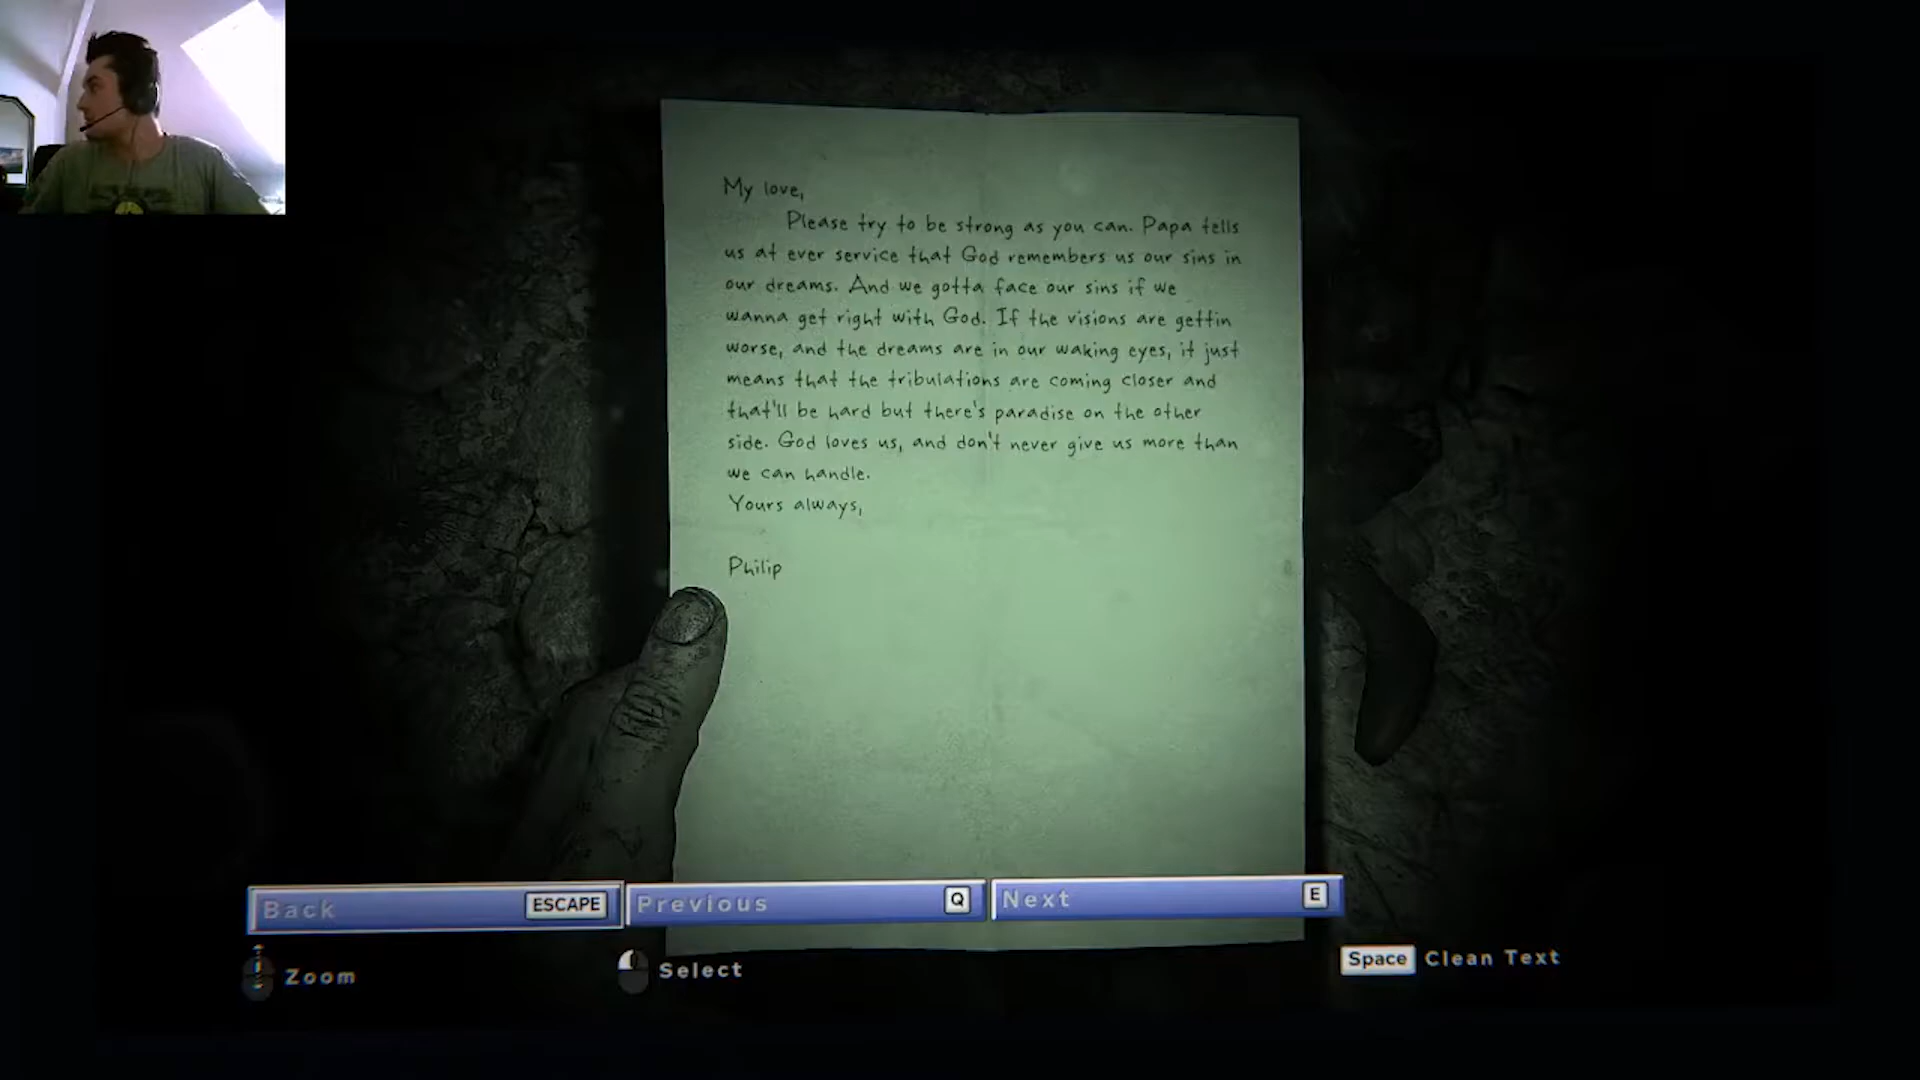 My love,
Please try to be strong as you can. Papa tells
us at ever service that God remembers us our sins in
our dreams. And we gotta face our sins if we
wanna get right with God. If the visions are gettin
worse, and the dreams are in our waking eyes, it just
means that the tribulations are coming closer and
that'll be hard but there's paradise on the other
side. God loves us, and don't never give us more than
we can handle.
Yours always,
Philip
Back ESCAPE Previous Q Next E
Zoom Select Space Clean Text